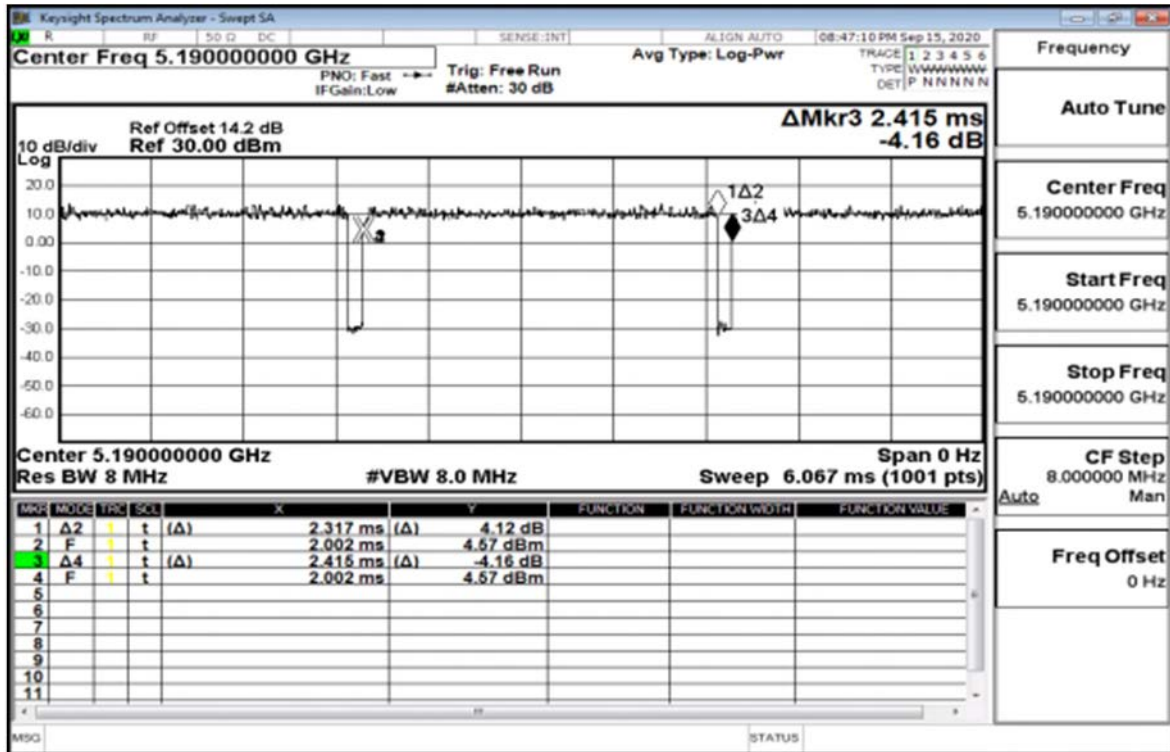 Keysight Spectrum Analyzer - Swept SA
R RF 50 Ω DC SENSE:INT ALIGN AUTO 08:47:10 PM Sep 15, 2020
Center Freq 5.190000000 GHz
PNO: Fast
IFGain:Low
Trig: Free Run
#Atten: 30 dB
Avg Type: Log-Pwr
TRACE 1 2 3 4 5 6
TYPE WWWWWW
DET P N N N N N
Ref Offset 14.2 dB
Ref 30.00 dBm
10 dB/div
Log
ΔMkr3 2.415 ms
-4.16 dB
20.0
10.0
0.00
-10.0
-20.0
-30.0
-40.0
-50.0
-60.0
1Δ2
3Δ4
Center 5.190000000 GHz Span 0 Hz
Res BW 8 MHz #VBW 8.0 MHz Sweep 6.067 ms (1001 pts)
MKR MODE TRC SCL X Y FUNCTION FUNCTION WIDTH FUNCTION VALUE
1 Δ2 1 t (Δ) 2.317 ms (Δ) 4.12 dB
2 F 1 t 2.002 ms 4.57 dBm
3 Δ4 1 t (Δ) 2.415 ms (Δ) -4.16 dB
4 F 1 t 2.002 ms 4.57 dBm
5
6
7
8
9
10
11
MSG STATUS
Frequency
Auto Tune
Center Freq
5.190000000 GHz
Start Freq
5.190000000 GHz
Stop Freq
5.190000000 GHz
CF Step
8.000000 MHz
Auto Man
Freq Offset
0 Hz